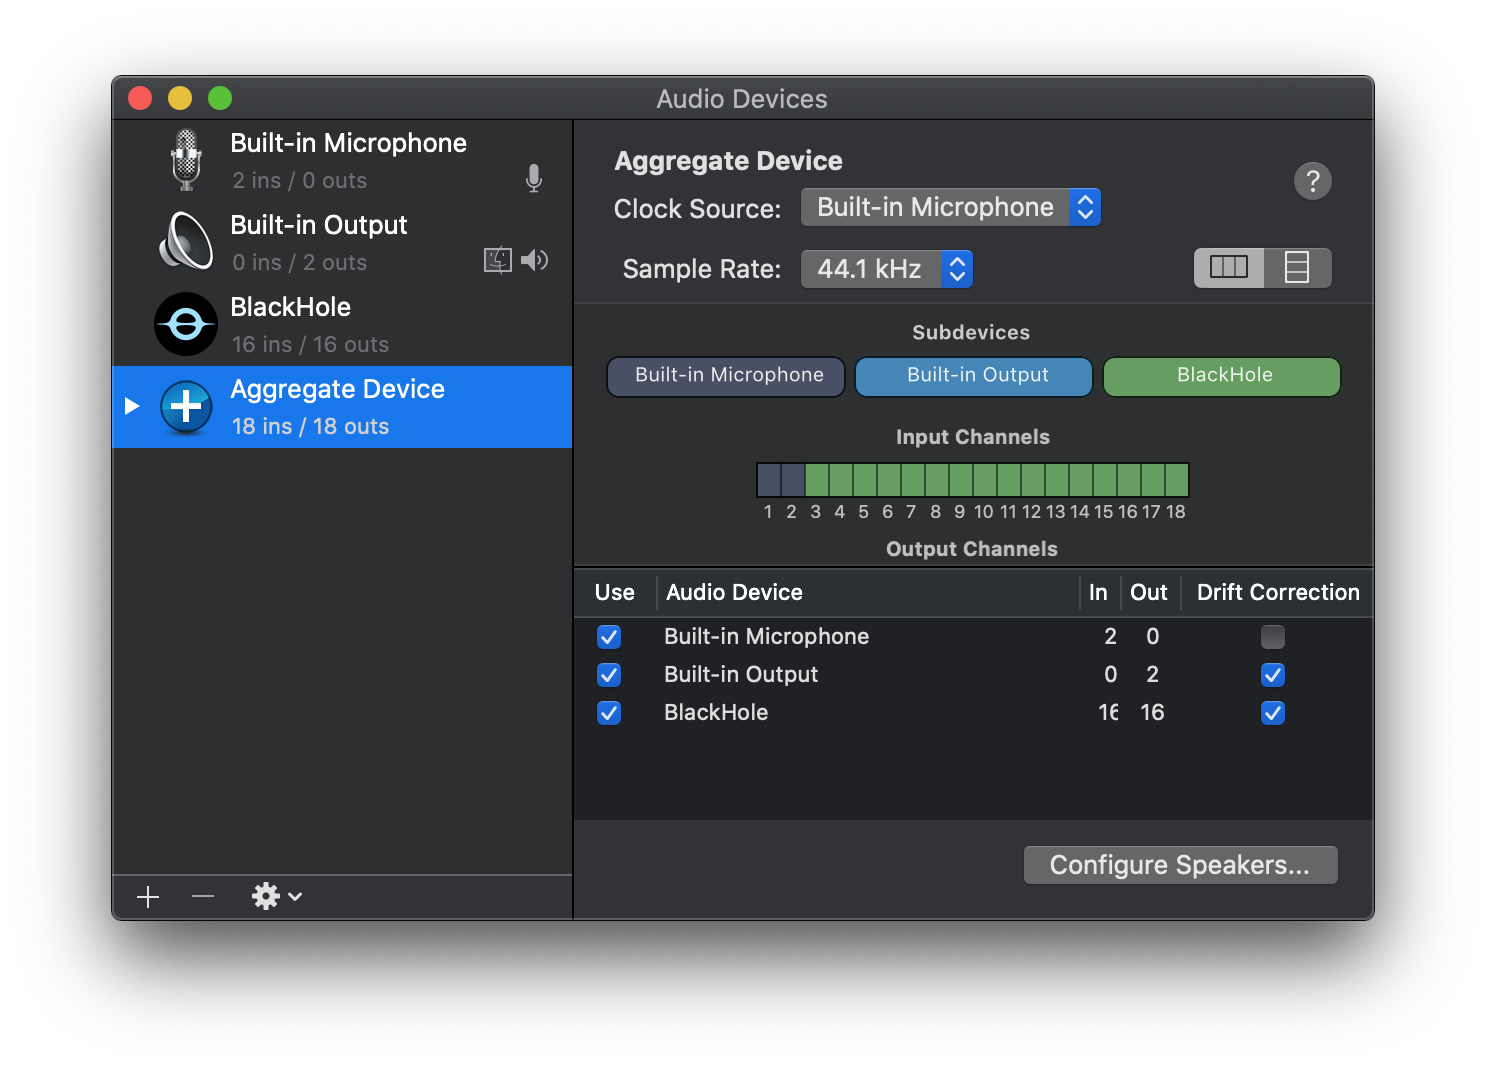 Audio Devices
Built-in Microphone
2 ins / 0 outs
Built-in Output
0 ins / 2 outs
BlackHole
16 ins / 16 outs
Aggregate Device
18 ins / 18 outs
Aggregate Device
?
Clock Source: Built-in Microphone
Sample Rate: 44.1 kHz
Subdevices
Built-in Microphone Built-in Output BlackHole
Input Channels
1 2 3 4 5 6 7 8 9 10 11 12 13 14 15 16 17 18
Output Channels
Use Audio Device In Out Drift Correction
Built-in Microphone 2 0
Built-in Output 0 2
BlackHole 16 16
Configure Speakers...